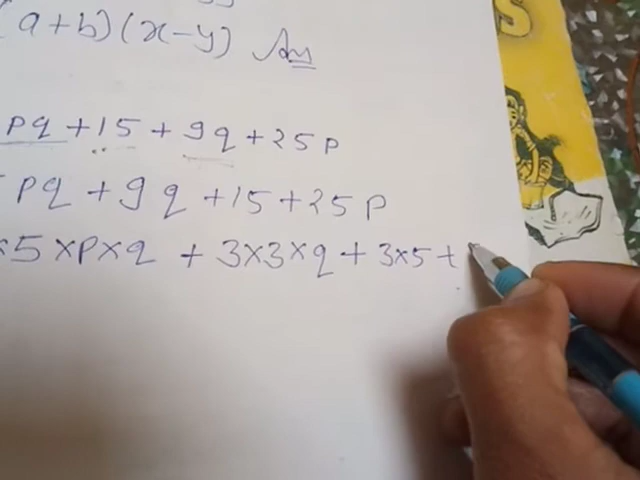 (a+b)(x-y) Ans
pq +15 + 9q +25p
pq +9q +15+25p
×5×p×q + 3×3×q + 3×5 +